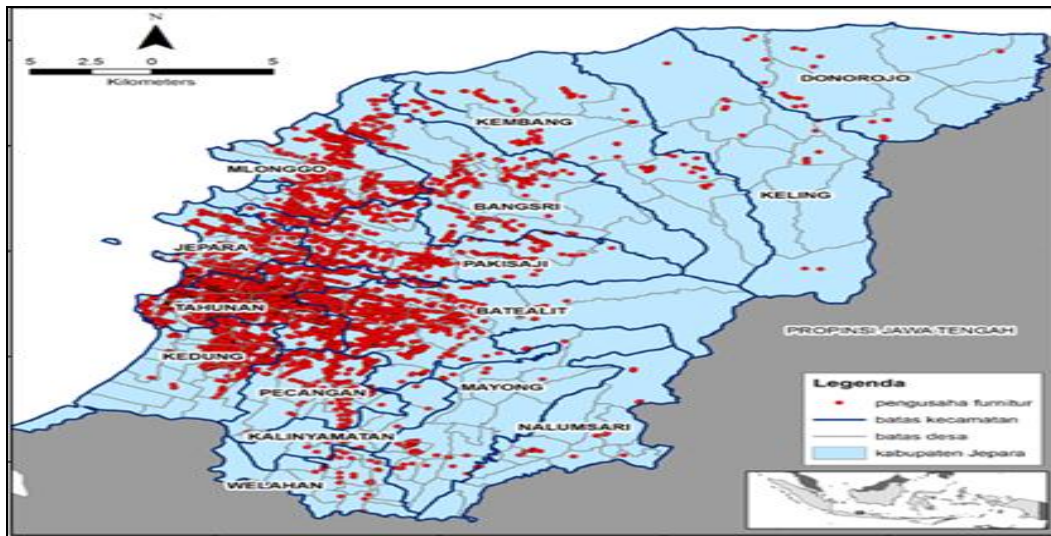 N
5 2.5 0 5
Kilometers
DONOROJO
KEMBANG
MLONGGO
KELING
BANGSRI
JEPARA
PAKISAJI
TAHUNAN
BATEALIT
PROPINSI JAWA TENGAH
KEDUNG
MAYONG
PECANGAN
NALUMSARI
KALINYAMATAN
WELAHAN
Legenda
pengusaha furnitur
batas kecamatan
batas desa
kabupaten Jepara